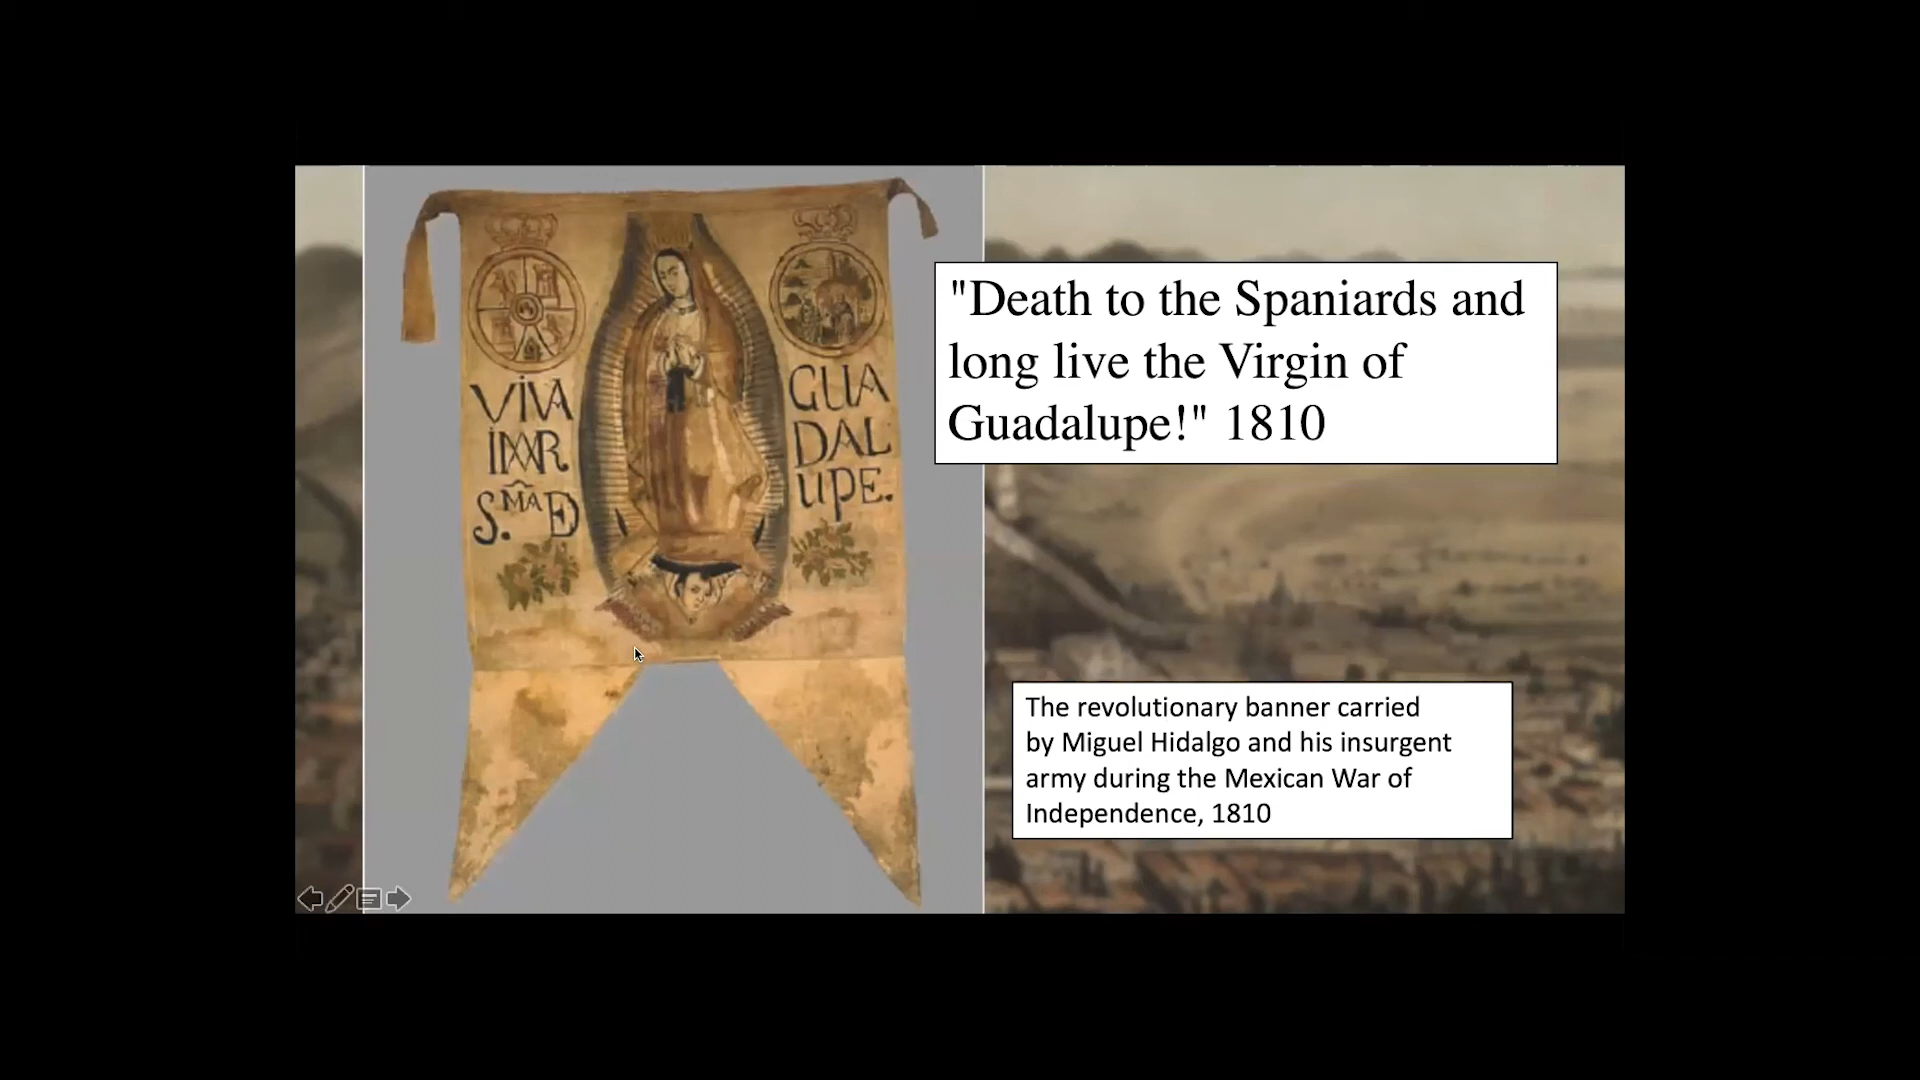 VIVA
MAR
S.MA D
GUA
DAL
UPE.
"Death to the Spaniards and
long live the Virgin of
Guadalupe!" 1810
The revolutionary banner carried
by Miguel Hidalgo and his insurgent
army during the Mexican War of
Independence, 1810